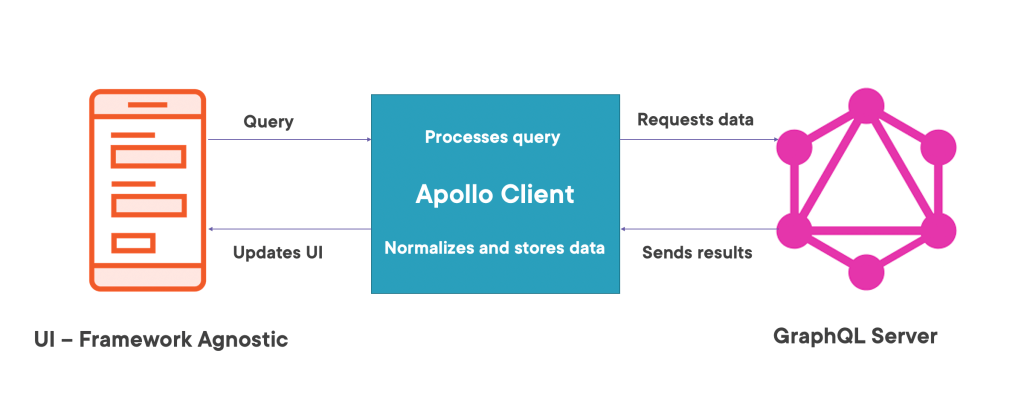 Query
Requests data
Processes query
Apollo Client
Normalizes and stores data
Updates UI
Sends results
UI – Framework Agnostic
GraphQL Server